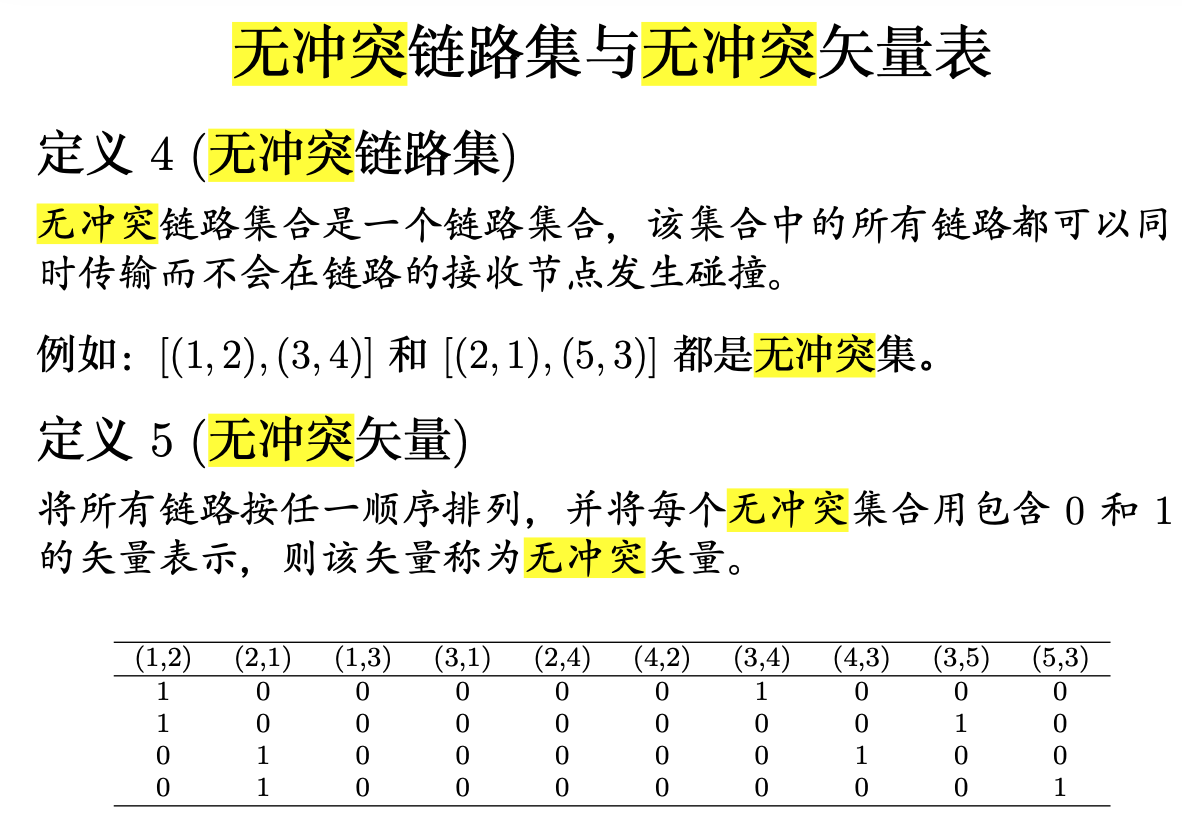 无冲突链路集与无冲突矢量表
定义 4 (无冲突链路集)
无冲突链路集合是一个链路集合，该集合中的所有链路都可以同
时传输而不会在链路的接收节点发生碰撞。
例如：[(1, 2), (3, 4)] 和 [(2, 1), (5, 3)] 都是无冲突集。
定义 5 (无冲突矢量)
将所有链路按任一顺序排列，并将每个无冲突集合用包含 0 和 1
的矢量表示，则该矢量称为无冲突矢量。
(1,2) (2,1) (1,3) (3,1) (2,4) (4,2) (3,4) (4,3) (3,5) (5,3)
1 0 0 0 0 0 1 0 0 0
1 0 0 0 0 0 0 0 1 0
0 1 0 0 0 0 0 1 0 0
0 1 0 0 0 0 0 0 0 1